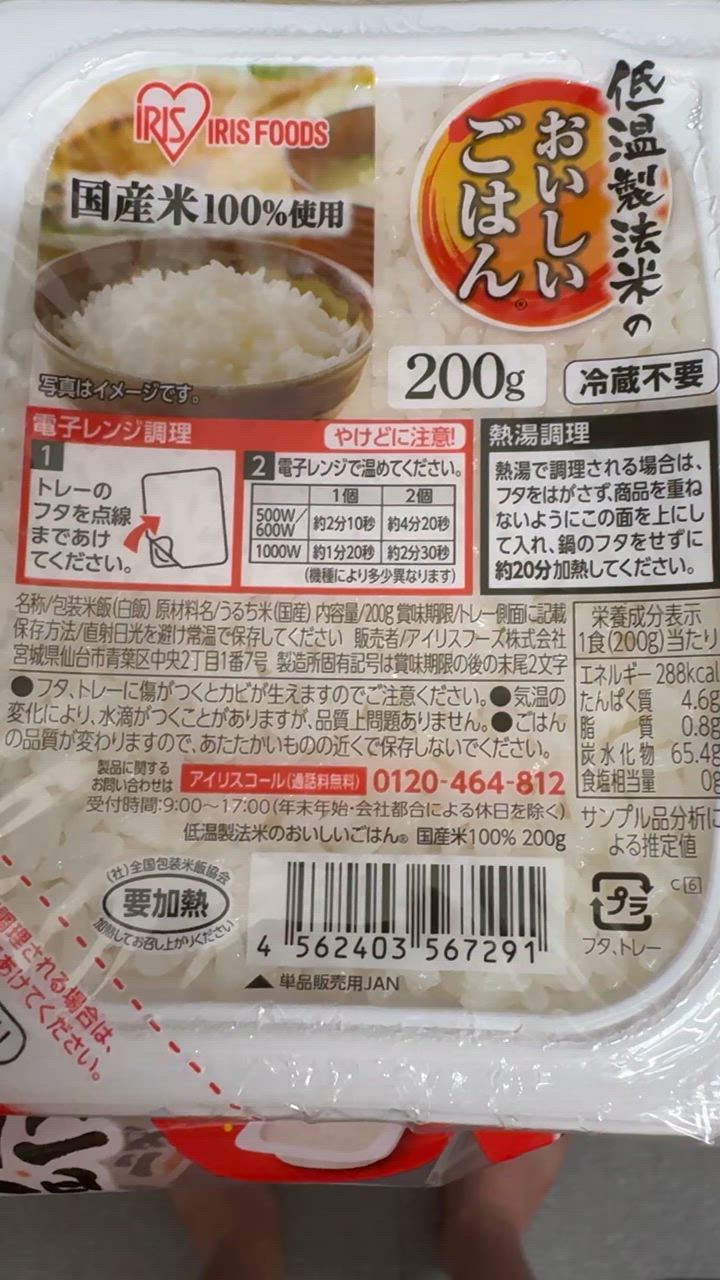 IRIS IRIS FOODS
国産米100%使用
写真はイメージです。
低温製法米の
おいしい
ごはん®
200g
冷蔵不要
電子レンジ調理
やけどに注意!
1
トレーの
フタを点線
まであけ
てください。
2 電子レンジで温めてください。
1個 2個
500W/600W 約2分10秒 約4分20秒
1000W 約1分20秒 約2分30秒
(機種により多少異なります)
熱湯調理
熱湯で調理される場合は、
フタをはがさず、商品を重ね
ないようにこの面を上にし
て入れ、鍋のフタをせずに
約20分加熱してください。
名称/包装米飯(白飯) 原材料名/うるち米(国産) 内容量/200g 賞味期限/トレー側面に記載
保存方法/直射日光を避け常温で保存してください 販売者/アイリスフーズ株式会社
宮城県仙台市青葉区中央2丁目1番7号 製造所固有記号は賞味期限の後の末尾2文字
●フタ、トレーに傷がつくとカビが生えますのでご注意ください。●気温の
変化により、水滴がつくことがありますが、品質上問題ありません。●ごはん
の品質が変わりますので、あたたかいものの近くで保存しないでください。
栄養成分表示
1食(200g)当たり
エネルギー 288kcal
たんぱく質 4.6g
脂質 0.8g
炭水化物 65.4g
食塩相当量 0g
サンプル品分析に
よる推定値
製品に関する
お問い合わせは
アイリスコール(通話料無料) 0120-464-812
受付時間:9:00〜17:00(年末年始・会社都合による休日を除く)
低温製法米のおいしいごはん® 国産米100% 200g
(社)全国包装米飯協会
要加熱
加熱してお召し上がりください
4 562403 567291
▲ 単品販売用JAN
プラ
C 6
フタ、トレー
調理される場合は、
あけてください。